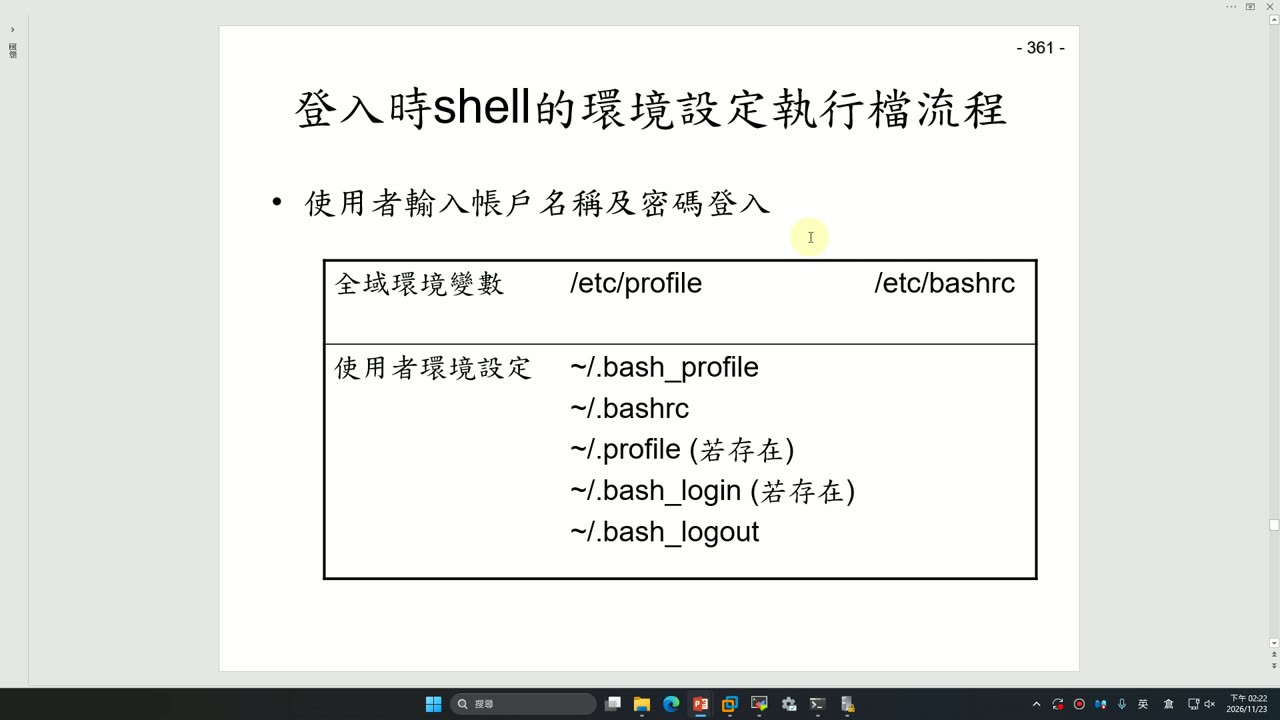 - 361 -
登入時shell的環境設定執行檔流程
• 使用者輸入帳戶名稱及密碼登入
全域環境變數 /etc/profile /etc/bashrc
使用者環境設定 ~/.bash_profile
~/.bashrc
~/.profile (若存在)
~/.bash_login (若存在)
~/.bash_logout
搜尋
英
下午 02:22
2026/11/23